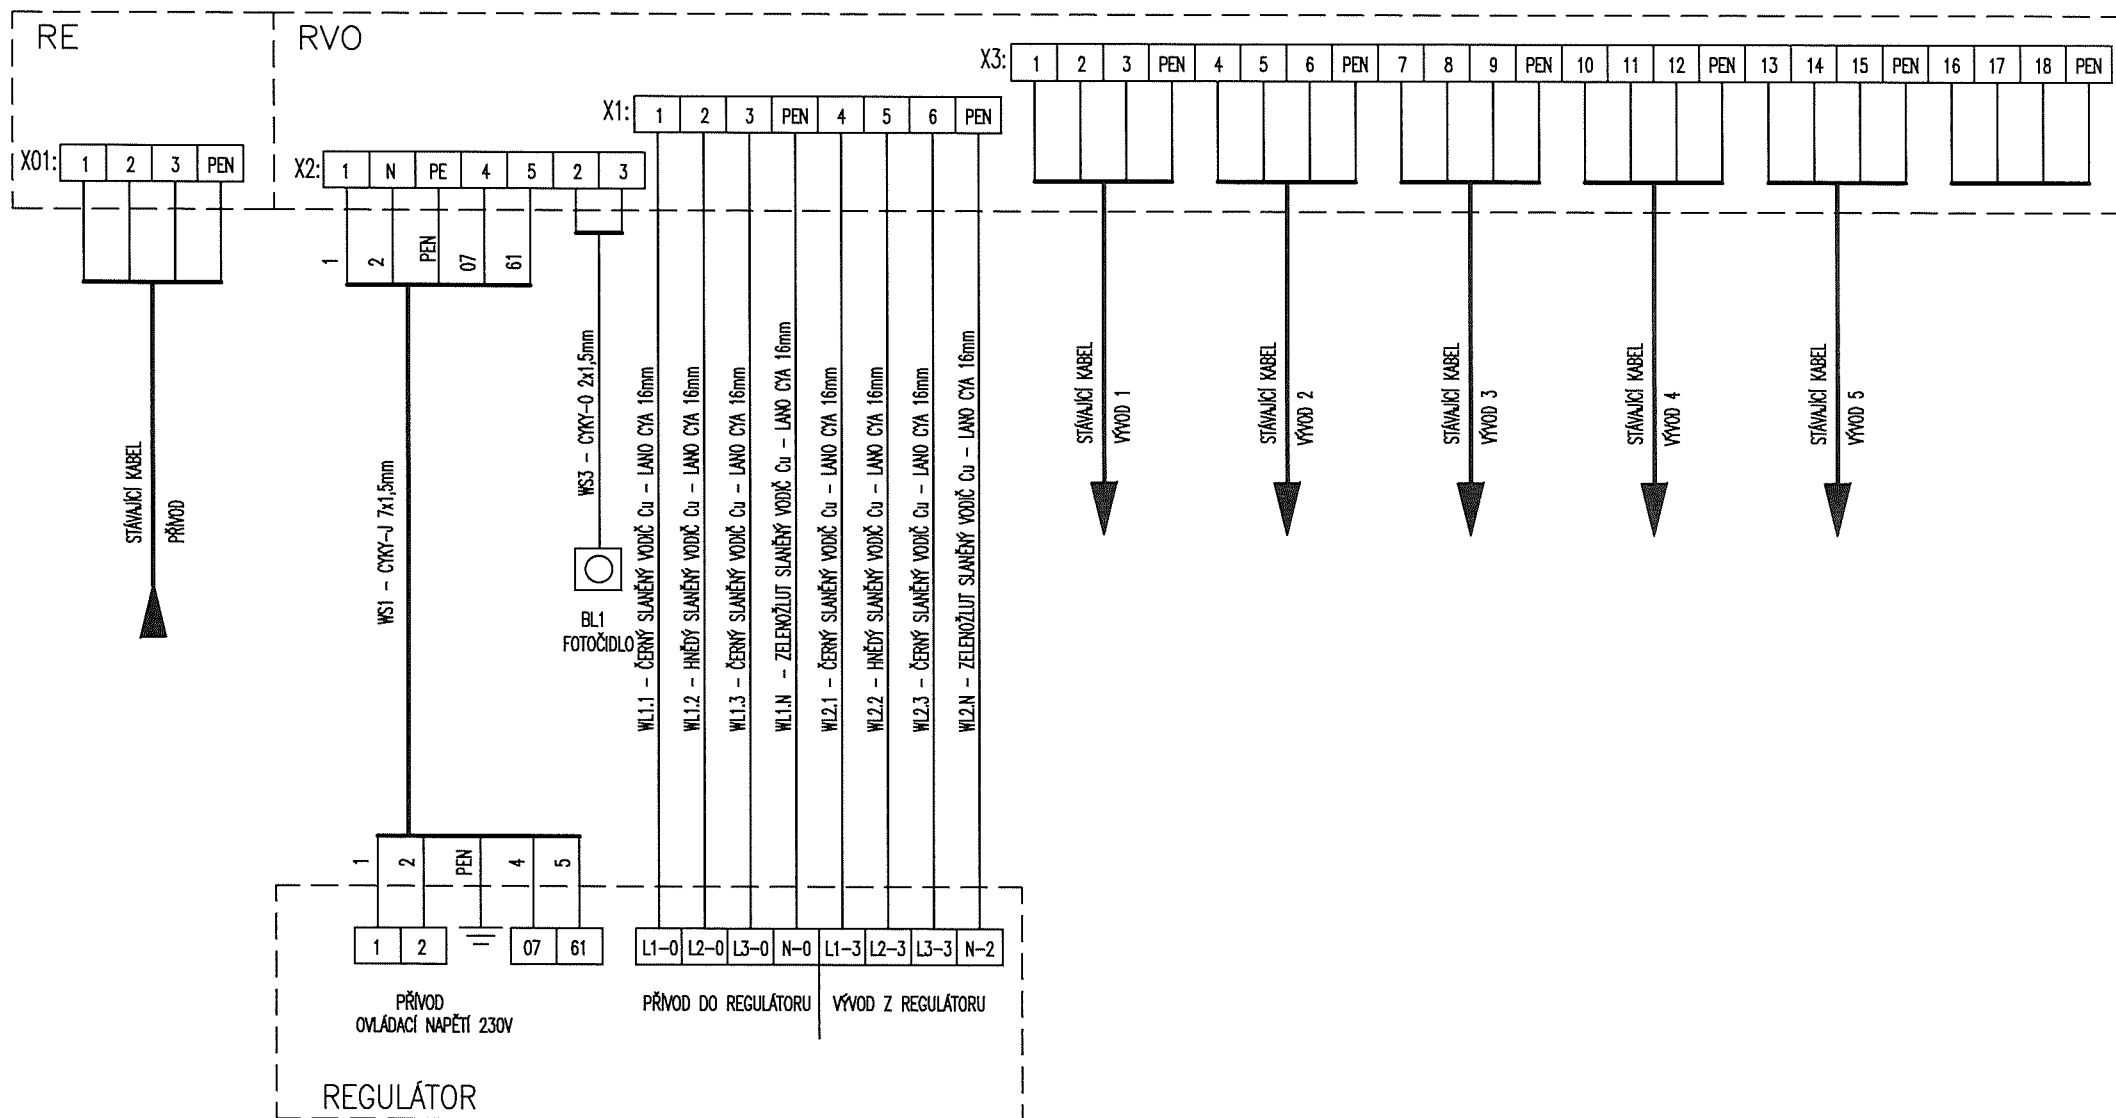 RE
RVO
X3: 1 2 3 PEN 4 5 6 PEN 7 8 9 PEN 10 11 12 PEN 13 14 15 PEN 16 17 18 PEN
X1: 1 2 3 PEN 4 5 6 PEN
X01: 1 2 3 PEN
X2: 1 N PE 4 5 2 3
1 2 PEN 07 61
STÁVAJÍCÍ KABEL
PŘÍVOD
WS1 - CYKY-J 7x1,5mm
WS3 - CYKY-O 2x1,5mm
BL1
FOTOČIDLO
WL1.1 - ČERNÝ SLANĚNÝ VODIČ Cu - LANO CYA 16mm
WL1.2 - HNĚDÝ SLANĚNÝ VODIČ Cu - LANO CYA 16mm
WL1.3 - ČERNÝ SLANĚNÝ VODIČ Cu - LANO CYA 16mm
WL1.N - ZELENOŽLUT SLANĚNÝ VODIČ Cu - LANO CYA 16mm
WL2.1 - ČERNÝ SLANĚNÝ VODIČ Cu - LANO CYA 16mm
WL2.2 - HNĚDÝ SLANĚNÝ VODIČ Cu - LANO CYA 16mm
WL2.3 - ČERNÝ SLANĚNÝ VODIČ Cu - LANO CYA 16mm
WL2.N - ZELENOŽLUT SLANĚNÝ VODIČ Cu - LANO CYA 16mm
STÁVAJÍCÍ KABEL
VÝVOD 1
STÁVAJÍCÍ KABEL
VÝVOD 2
STÁVAJÍCÍ KABEL
VÝVOD 3
STÁVAJÍCÍ KABEL
VÝVOD 4
STÁVAJÍCÍ KABEL
VÝVOD 5
1 2 PEN 4 5
1 2 07 61
L1-0 L2-0 L3-0 N-0 L1-3 L2-3 L3-3 N-2
PŘÍVOD
OVLÁDACÍ NAPĚTÍ 230V
PŘÍVOD DO REGULÁTORU
VÝVOD Z REGULÁTORU
REGULÁTOR